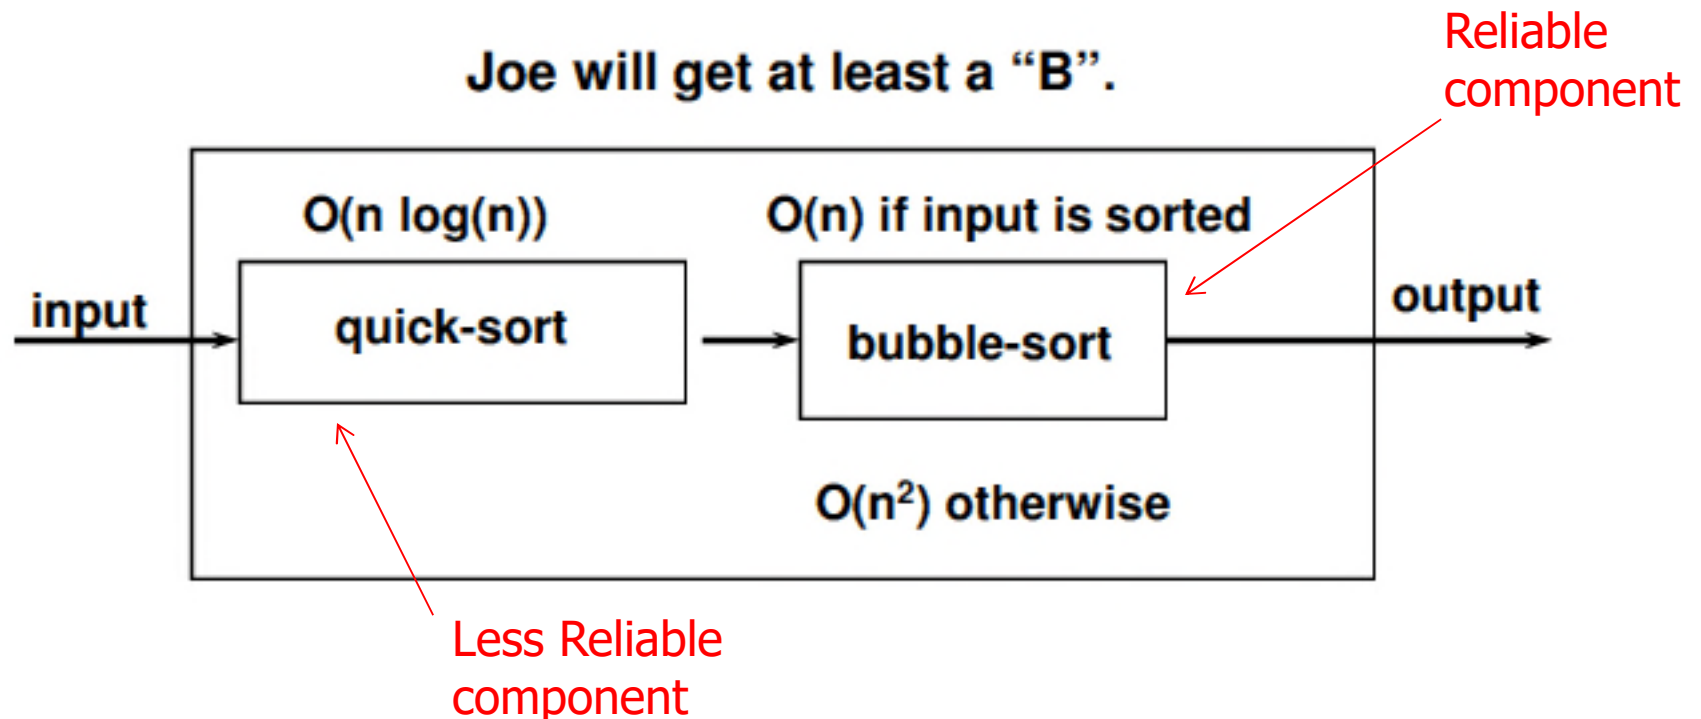 Joe will get at least a “B”.
Reliable
component
O(n log(n))
O(n) if input is sorted
input
quick-sort
bubble-sort
output
O(n²) otherwise
Less Reliable
component